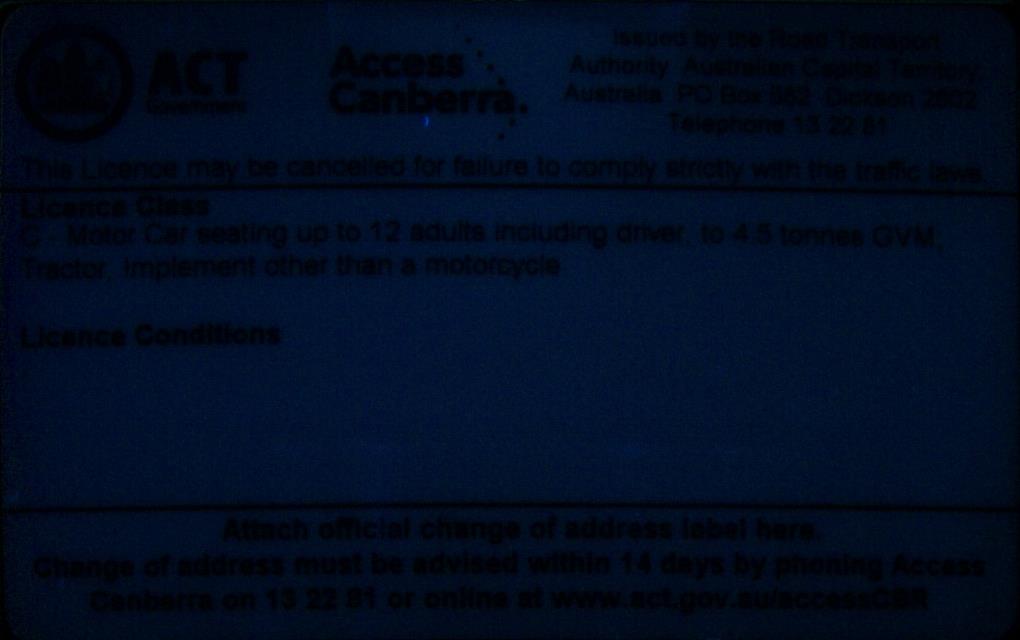 ACT
Government
Access
Canberra.
Issued by the Road Transport
Authority Australian Capital Territory,
Australia PO Box 582 Dickson 2602
Telephone 13 22 81
This Licence may be cancelled for failure to comply strictly with the traffic laws.
Licence Class
C - Motor Car seating up to 12 adults including driver, to 4.5 tonnes GVM,
Tractor, Implement other than a motorcycle
Licence Conditions
Attach official change of address label here.
Change of address must be advised within 14 days by phoning Access
Canberra on 13 22 81 or online at www.act.gov.au/accessCBR